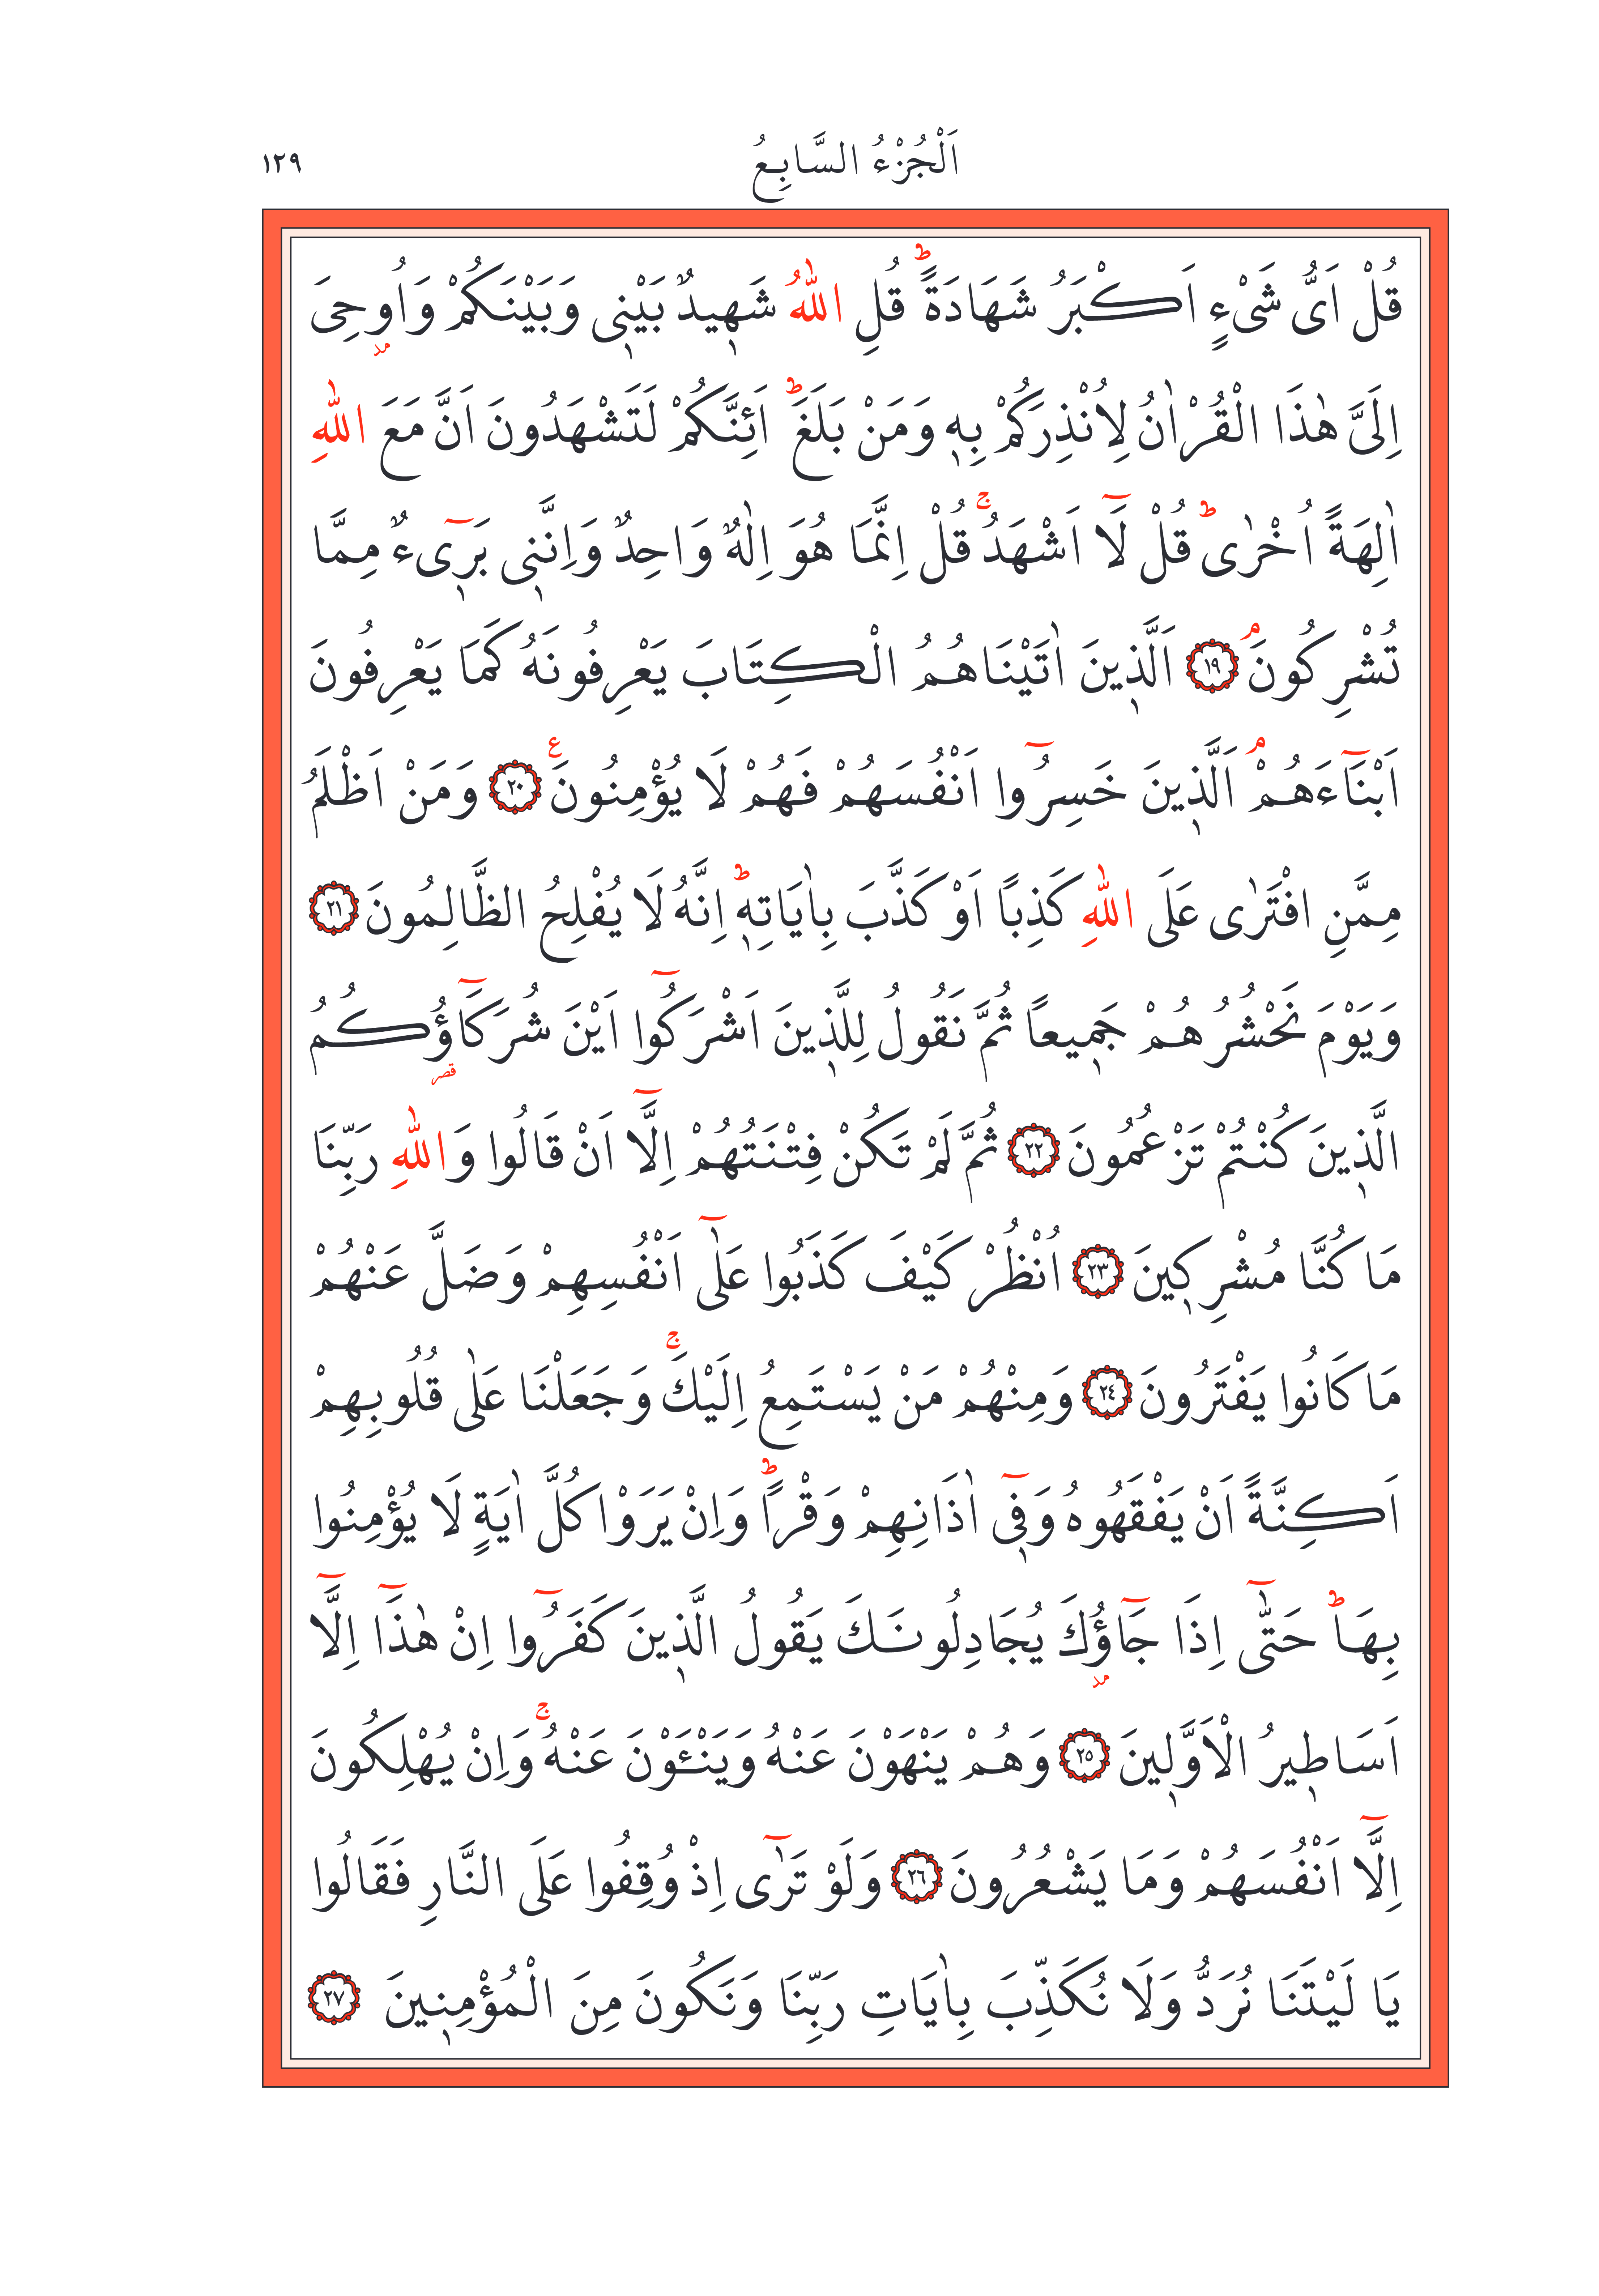 اَلْجُزْءُ السَّابِعُ ١٢٩
قُلْ اَىُّ شَىْءٍ اَكْبَرُ شَهَادَةًۜ قُلِ اللّٰهُ شَه۪يدٌ بَيْن۪ى وَبَيْنَكُمْ وَاُو۫حِىَ
اِلَىَّ هٰذَا الْقُرْاٰنُ لِاُنْذِرَكُمْ بِه۪ وَمَنْ بَلَغَۜ اَئِنَّكُمْ لَتَشْهَدُونَ اَنَّ مَعَ اللّٰهِ
اٰلِهَةً اُخْرٰىۜ قُلْ لَٓا اَشْهَدُۚ قُلْ اِنَّمَا هُوَ اِلٰهٌ وَاحِدٌ وَاِنَّن۪ى بَر۪ٓىءٌ مِمَّا
تُشْرِكُونَۢ ﴿١٩﴾ اَلَّذ۪ينَ اٰتَيْنَاهُمُ الْكِتَابَ يَعْرِفُونَهُ كَمَا يَعْرِفُونَ
اَبْنَٓاءَهُمْۢ اَلَّذ۪ينَ خَسِرُٓوا اَنْفُسَهُمْ فَهُمْ لَا يُؤْمِنُونَ۟ ﴿٢٠﴾ وَمَنْ اَظْلَمُ
مِمَّنِ افْتَرٰى عَلَى اللّٰهِ كَذِبًا اَوْ كَذَّبَ بِاٰيَاتِه۪ۜ اِنَّهُ لَا يُفْلِحُ الظَّالِمُونَ ﴿٢١﴾
وَيَوْمَ نَحْشُرُهُمْ جَم۪يعاً ثُمَّ نَقُولُ لِلَّذ۪ينَ اَشْرَكُٓوا اَيْنَ شُرَكَٓاؤُ۬كُمُ
الَّذ۪ينَ كُنْتُمْ تَزْعُمُونَ ﴿٢٢﴾ ثُمَّ لَمْ تَكُنْ فِتْنَتُهُمْ اِلَّٓا اَنْ قَالُوا وَاللّٰهِ رَبِّنَا
مَا كُنَّا مُشْرِك۪ينَ ﴿٢٣﴾ اُنْظُرْ كَيْفَ كَذَبُوا عَلٰٓى اَنْفُسِهِمْ وَضَلَّ عَنْهُمْ
مَا كَانُوا يَفْتَرُونَ ﴿٢٤﴾ وَمِنْهُمْ مَنْ يَسْتَمِعُ اِلَيْكَۚ وَجَعَلْنَا عَلٰى قُلُوبِهِمْ
اَكِنَّةً اَنْ يَفْقَهُوهُ وَف۪ٓى اٰذَانِهِمْ وَقْراًۜ وَاِنْ يَرَوْا كُلَّ اٰيَةٍ لَا يُؤْمِنُوا
بِهَاۜ حَتّٰٓى اِذَا جَٓاؤُ۫كَ يُجَادِلُونَكَ يَقُولُ الَّذ۪ينَ كَفَرُٓوا اِنْ هٰذَٓا اِلَّٓا
اَسَاط۪يرُ الْاَوَّل۪ينَ ﴿٢٥﴾ وَهُمْ يَنْهَوْنَ عَنْهُ وَيَنْـَٔوْنَ عَنْهُۚ وَاِنْ يُهْلِكُونَ
اِلَّٓا اَنْفُسَهُمْ وَمَا يَشْعُرُونَ ﴿٢٦﴾ وَلَوْ تَرٰٓى اِذْ وُقِفُوا عَلَى النَّارِ فَقَالُوا
يَا لَيْتَنَا نُرَدُّ وَلَا نُكَذِّبَ بِاٰيَاتِ رَبِّنَا وَنَكُونَ مِنَ الْمُؤْمِن۪ينَ ﴿٢٧﴾